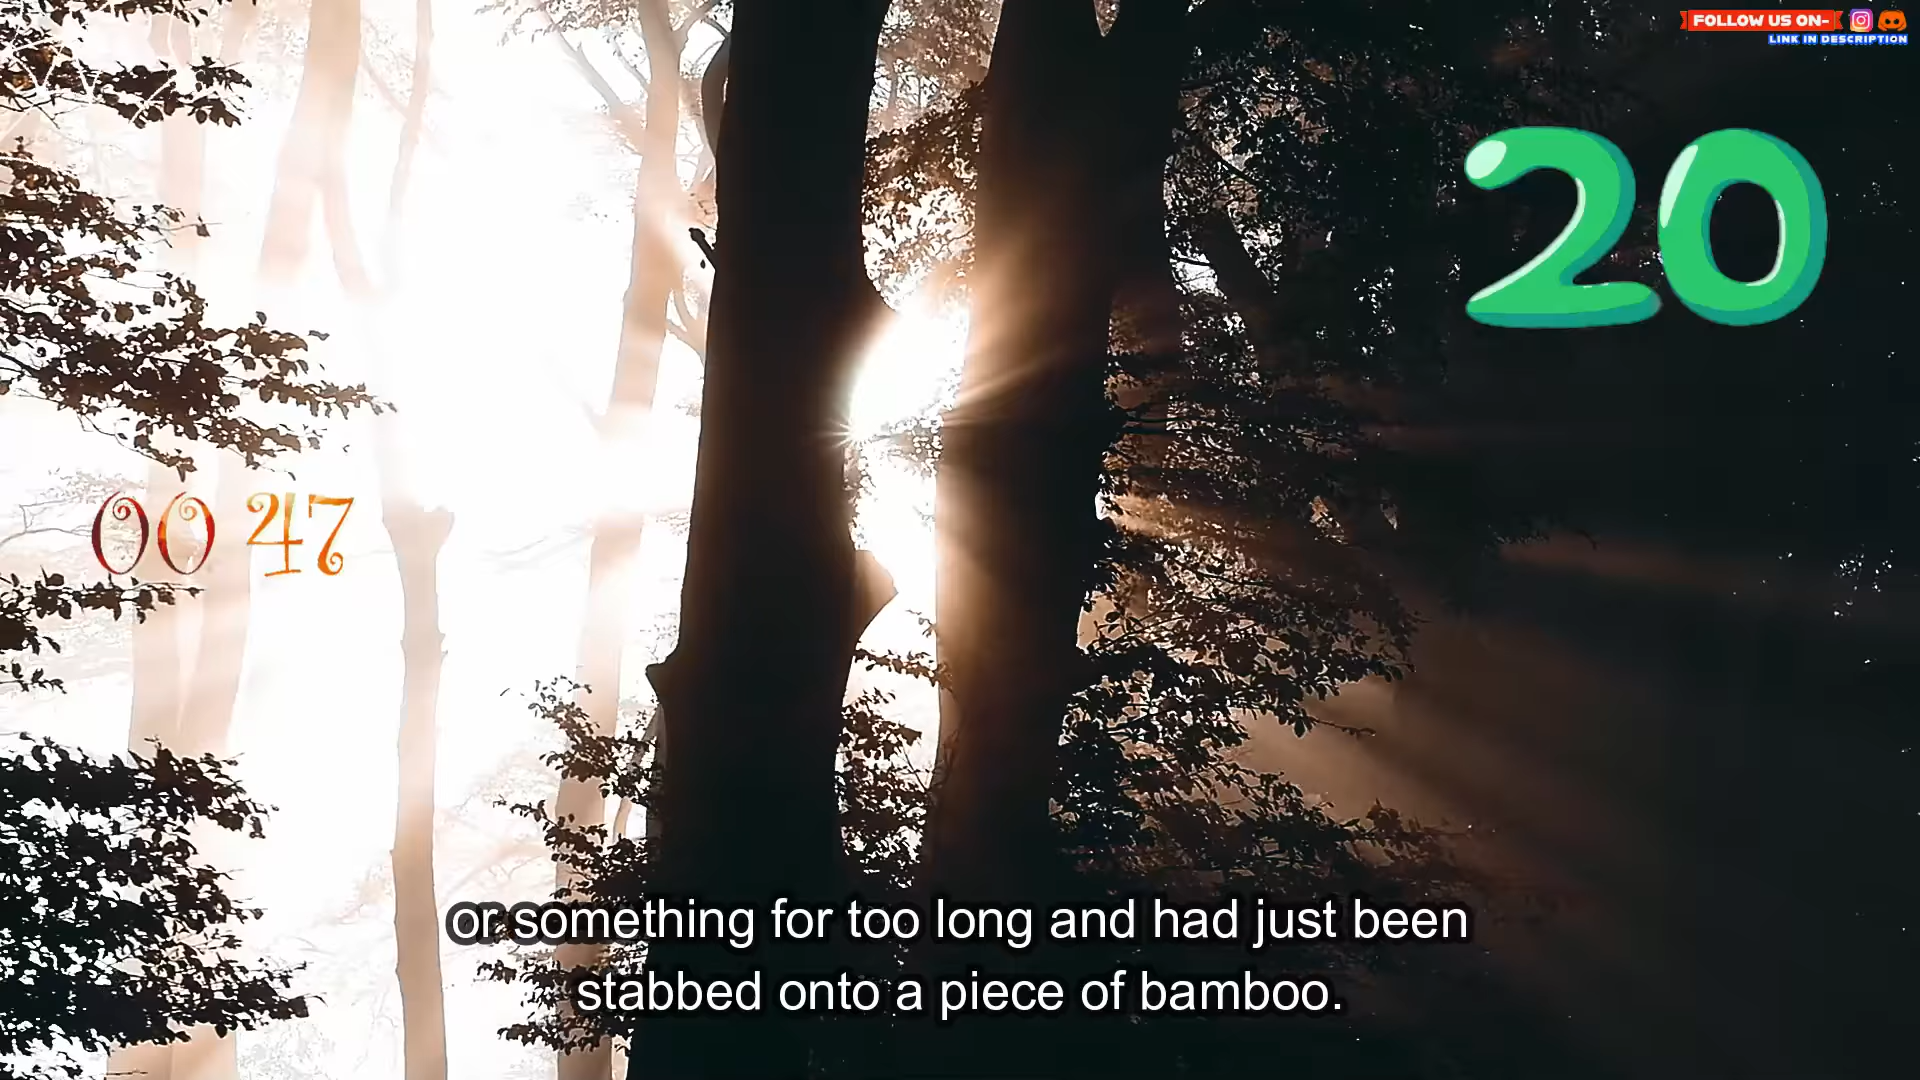 FOLLOW US ON-
LINK IN DESCRIPTION
20
00 47
or something for too long and had just been
stabbed onto a piece of bamboo.